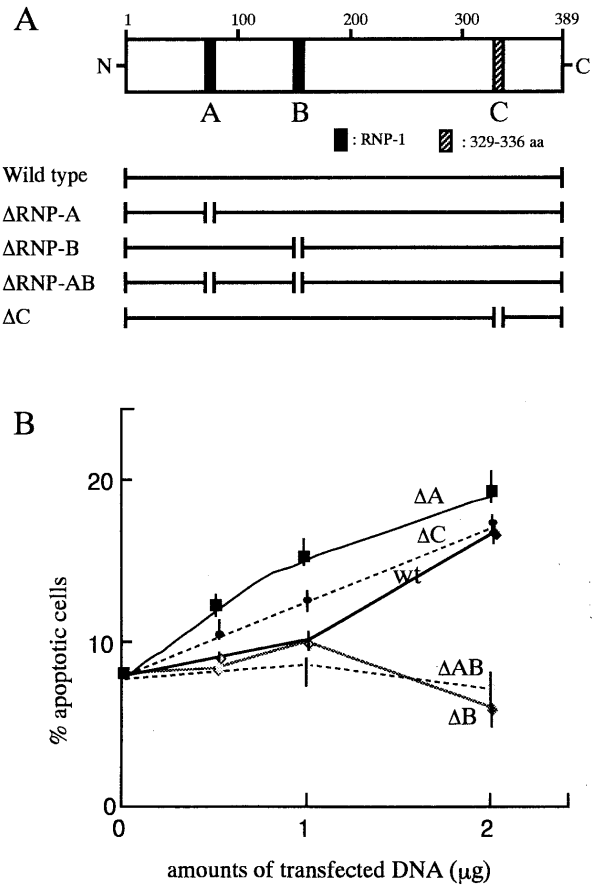 A
1 100 200 300 389
N C
A B C
: RNP-1 : 329-336 aa
Wild type
ΔRNP-A
ΔRNP-B
ΔRNP-AB
ΔC
B
% apoptotic cells
20
10
0
ΔA
ΔC
wt
ΔAB
ΔB
0 1 2
amounts of transfected DNA (μg)